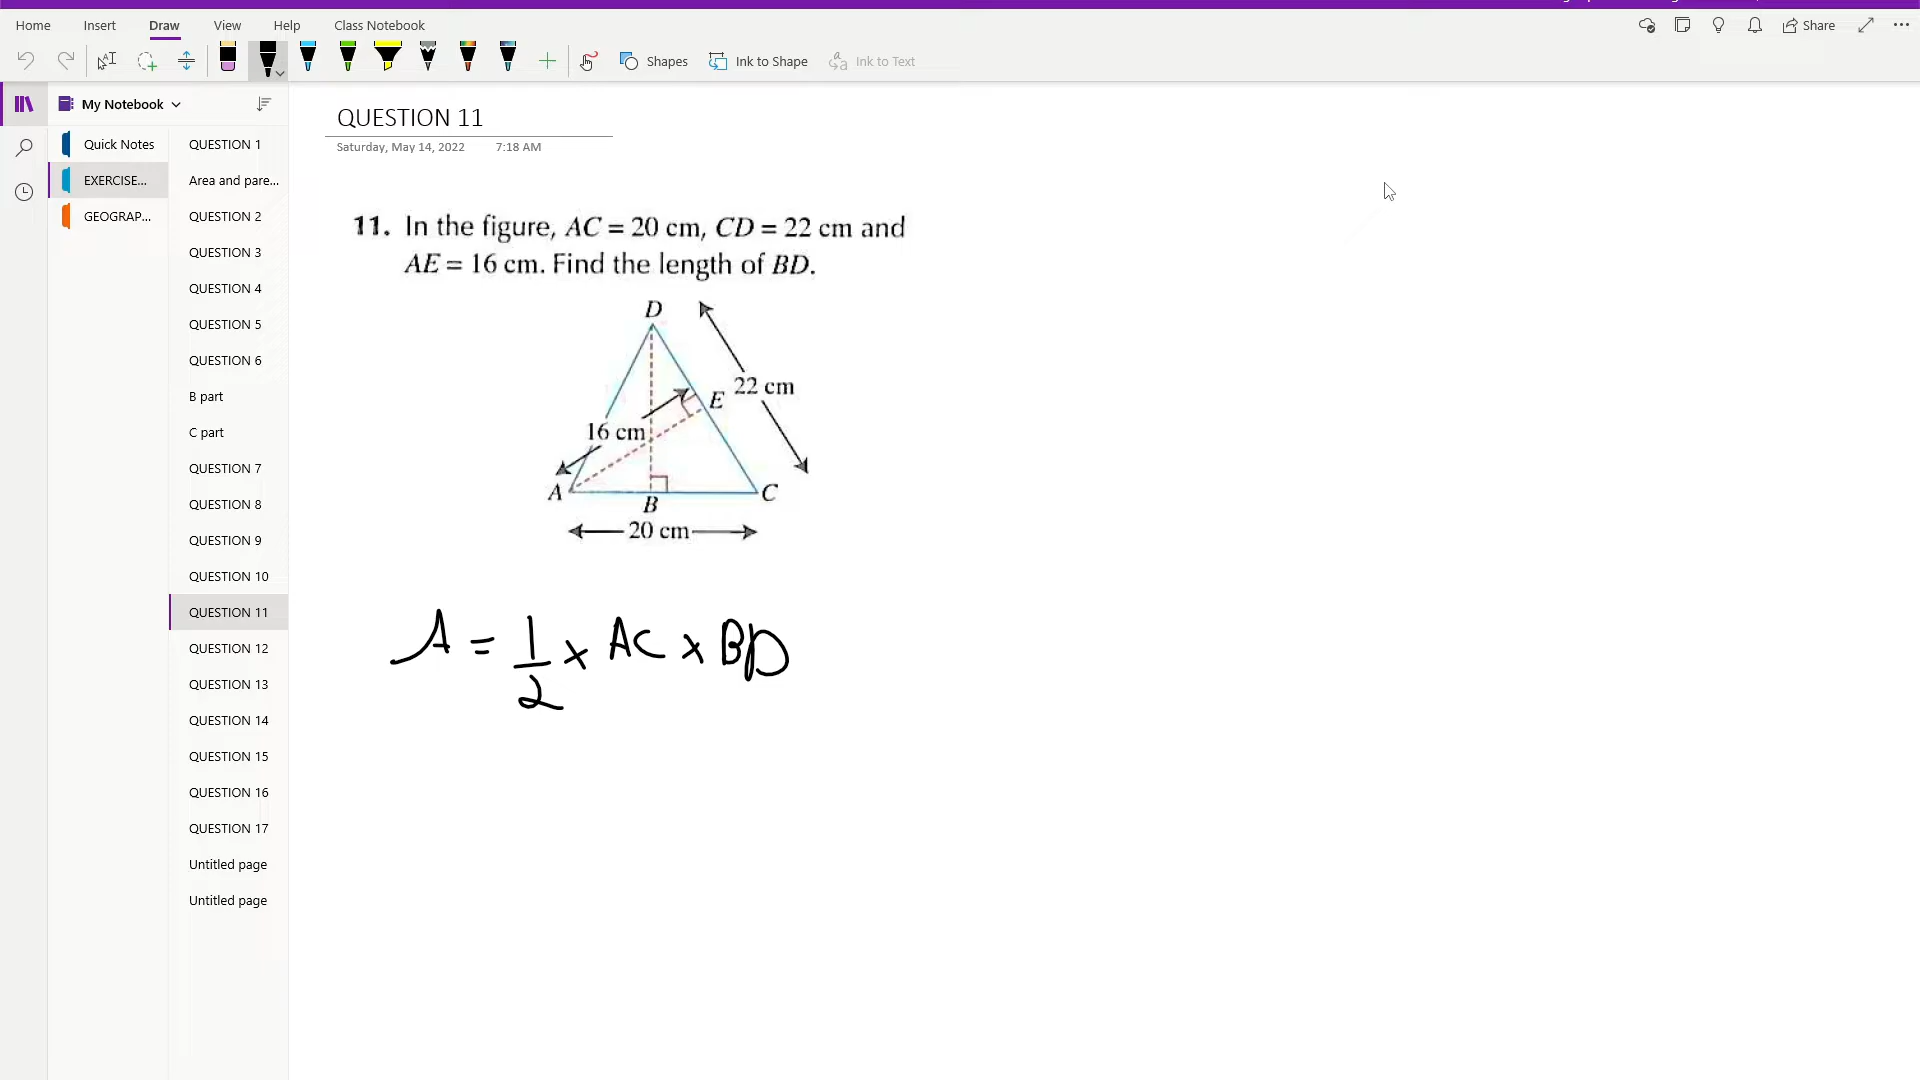 Home Insert Draw View Help Class Notebook
Share
Shapes Ink to Shape Ink to Text
My Notebook
Quick Notes
EXERCISE...
GEOGRAP...
QUESTION 1
Area and pare...
QUESTION 2
QUESTION 3
QUESTION 4
QUESTION 5
QUESTION 6
B part
C part
QUESTION 7
QUESTION 8
QUESTION 9
QUESTION 10
QUESTION 11
QUESTION 12
QUESTION 13
QUESTION 14
QUESTION 15
QUESTION 16
QUESTION 17
Untitled page
Untitled page
QUESTION 11
Saturday, May 14, 2022 7:18 AM
11. In the figure, AC = 20 cm, CD = 22 cm and
AE = 16 cm. Find the length of BD.
D
22 cm
E
16 cm
A
C
B
20 cm
A = 1/2 x AC x BD